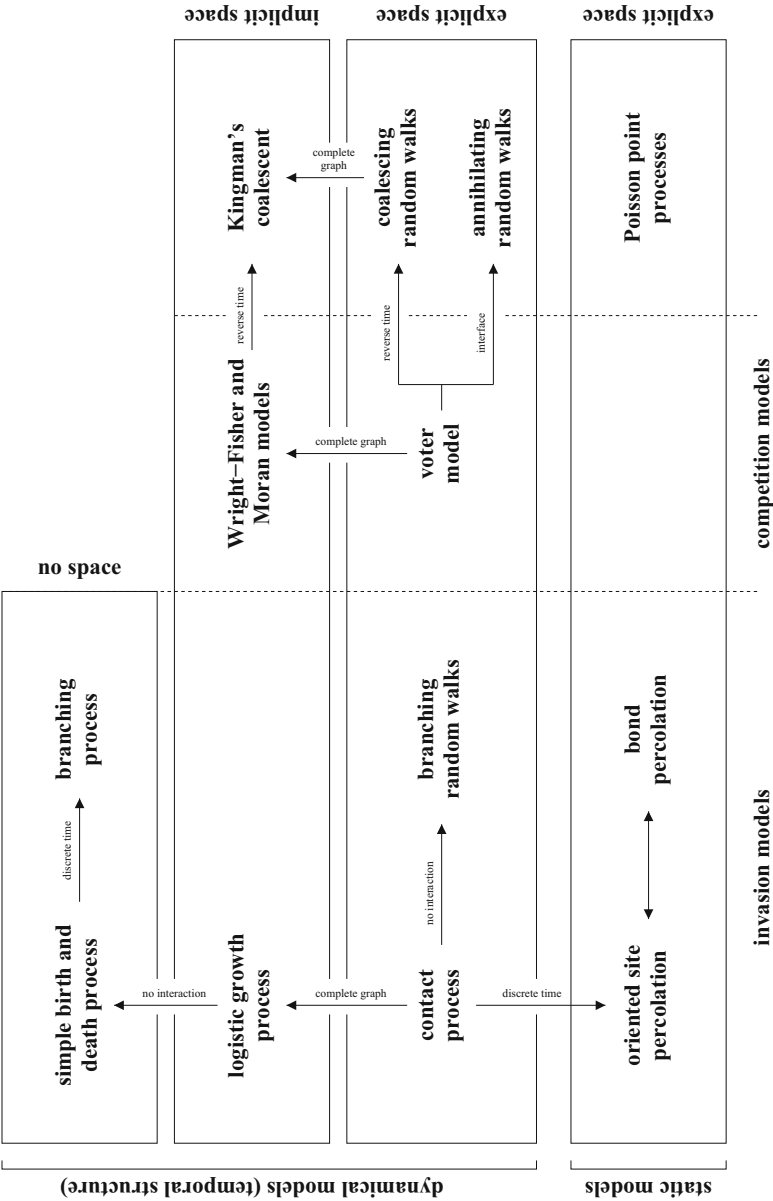 no space
simple birth and
death process
discrete time
branching
process
no interaction
logistic growth
process
Wright–Fisher and
Moran models
reverse time
Kingman's
coalescent
implicit space
complete graph
complete graph
complete
graph
contact
process
no interaction
branching
random walks
voter
model
reverse time
interface
coalescing
random walks
annihilating
random walks
explicit space
discrete time
oriented site
percolation
bond
percolation
Poisson point
processes
explicit space
dynamical models (temporal structure)
static models
invasion models
competition models